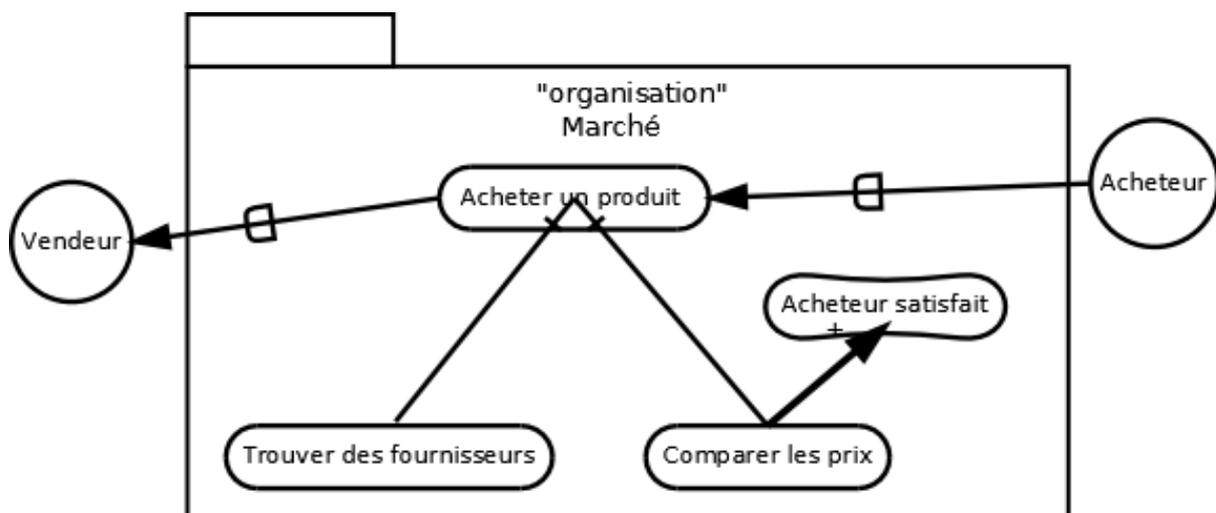 "organisation"
Marché
Acheter un produit
Acheteur
Vendeur
Acheteur satisfait
+
Trouver des fournisseurs
Comparer les prix